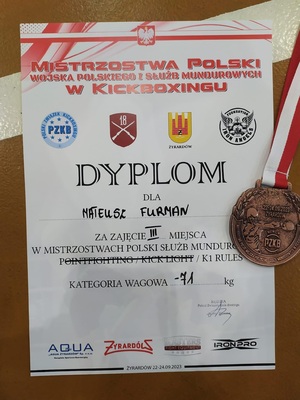 MISTRZOSTWA POLSKI
WOJSKA POLSKIEGO I SŁUŻB MUNDUROWYCH
W KICKBOXINGU
PZKB
18
Z
ŻYRARDÓW
DYPLOM
DLA
MATEUSZ FURMAN
ZA ZAJĘCIE III MIEJSCA
W MISTRZOSTWACH POLSKI SŁUŻB MUNDUROW
POINTFIGHTING / KICK LIGHT / K1 RULES
KATEGORIA WAGOWA -71 kg
PZKB
AQUA
ŻYRARDÓW
IRONPRO
ŻYRARDÓW 22-24.09.2023